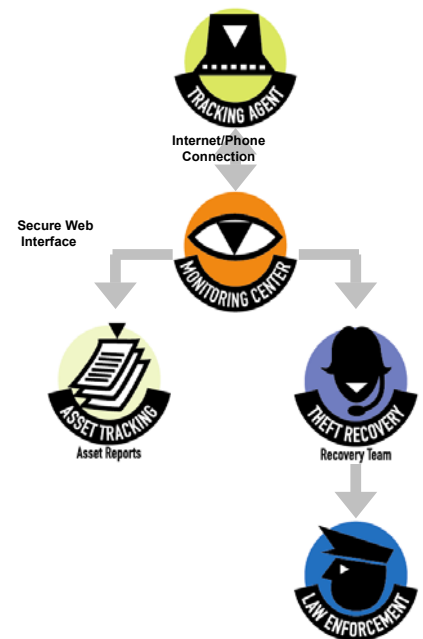 TRACKING AGENT
Internet/Phone
Connection
Secure Web
Interface
MONITORING CENTER
ASSET TRACKING
Asset Reports
THEFT RECOVERY
Recovery Team
LAW ENFORCEMENT